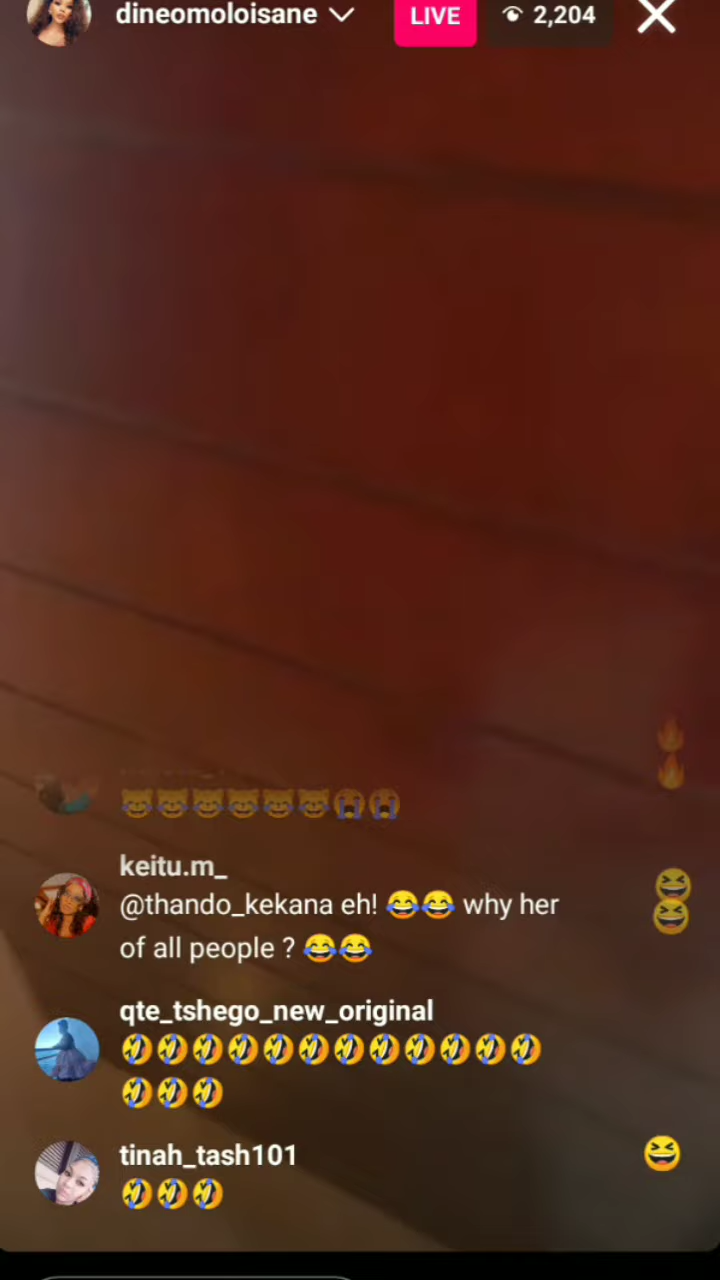 dineomoloisane
LIVE
2,204
😹😹😹😹😹😹😭😭
keitu.m_
@thando_kekana eh! 😂😂 why her
of all people ? 😂😂
qte_tshego_new_original
🤣🤣🤣🤣🤣🤣🤣🤣🤣🤣🤣🤣
🤣🤣🤣
tinah_tash101
🤣🤣🤣